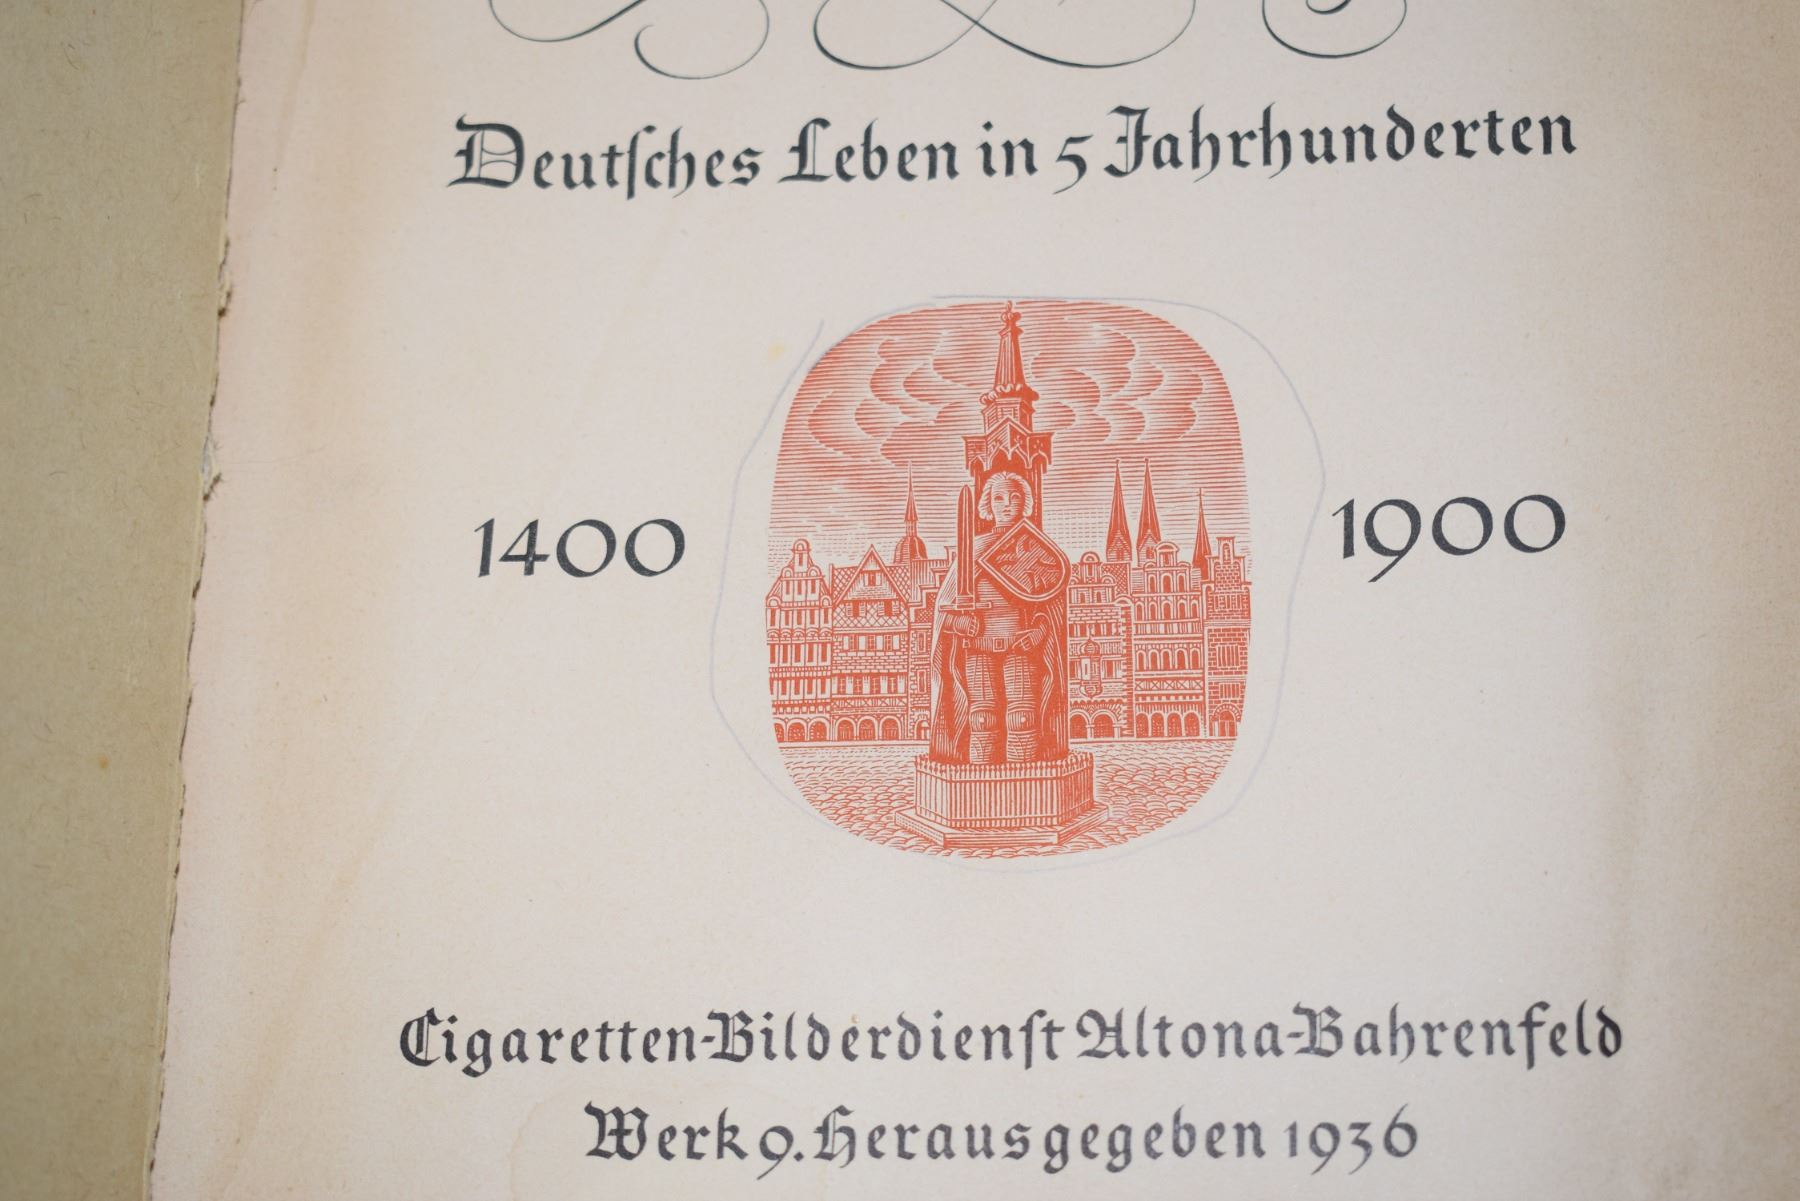 Deutsches Leben in 5 Jahrhunderten
1400 1900
Cigaretten-Bilderdienst Altona-Bahrenfeld
Werk 9. Herausgegeben 1936